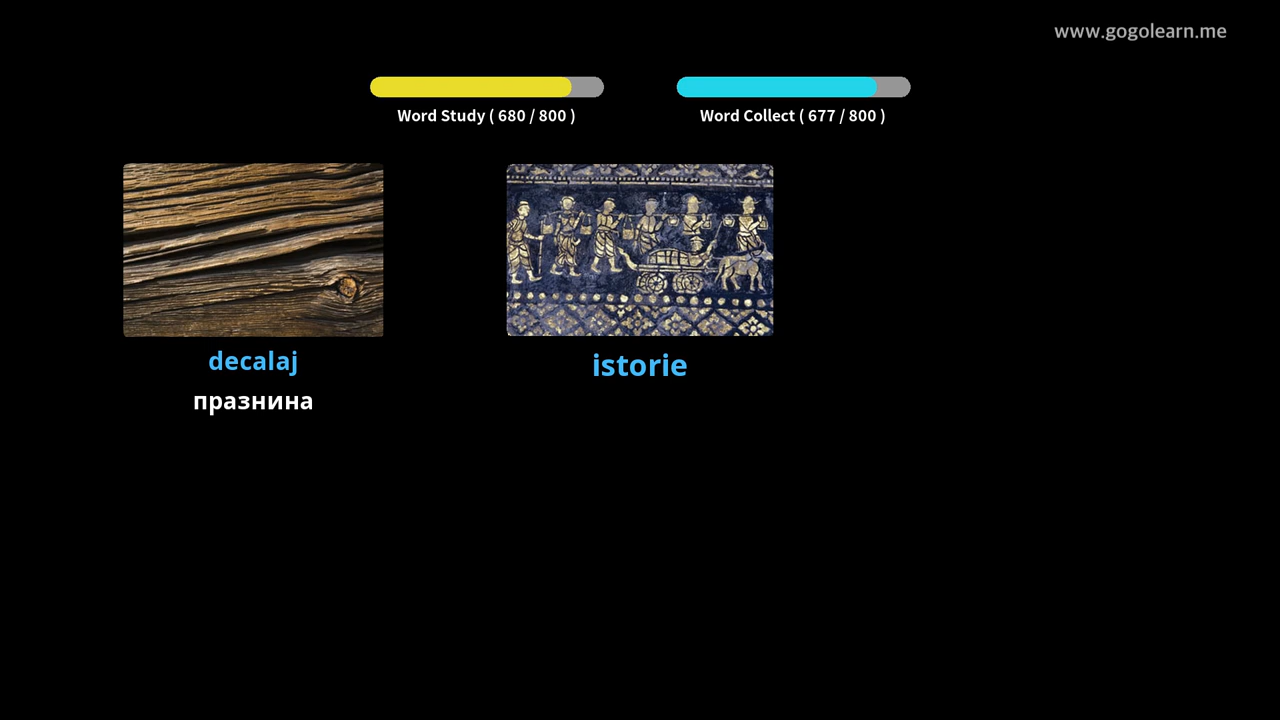 www.gogolearn.me
Word Study ( 680 / 800 )
Word Collect ( 677 / 800 )
decalaj
празнина
istorie